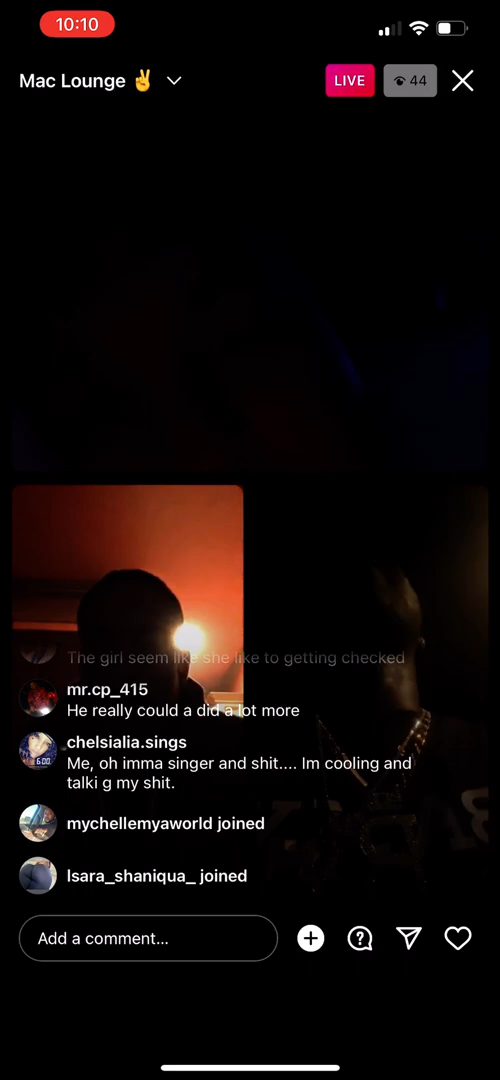 10:10
Mac Lounge ✌️
LIVE
44
The girl seem like she like to getting checked
mr.cp_415
He really could a did a lot more
chelsialia.sings
Me, oh imma singer and shit.... Im cooling and
talki g my shit.
mychellemyaworld joined
lsara_shaniqua_ joined
Add a comment...